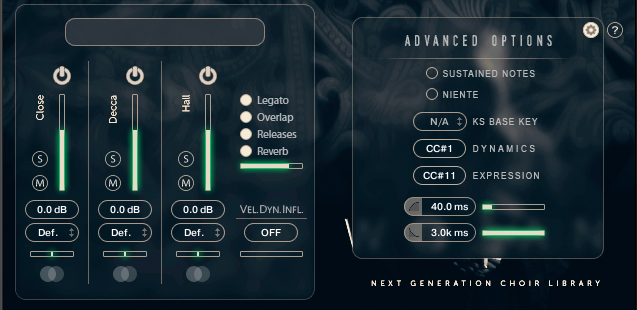 Close
S
M
0.0 dB
Def.
Decca
S
M
0.0 dB
Def.
Hall
S
M
0.0 dB
Def.
Legato
Overlap
Releases
Reverb
VEL.DYN.INFL.
OFF
ADVANCED OPTIONS
?
SUSTAINED NOTES
NIENTE
N/A KS BASE KEY
CC#1 DYNAMICS
CC#11 EXPRESSION
40.0 ms
3.0k ms
NEXT GENERATION CHOIR LIBRARY